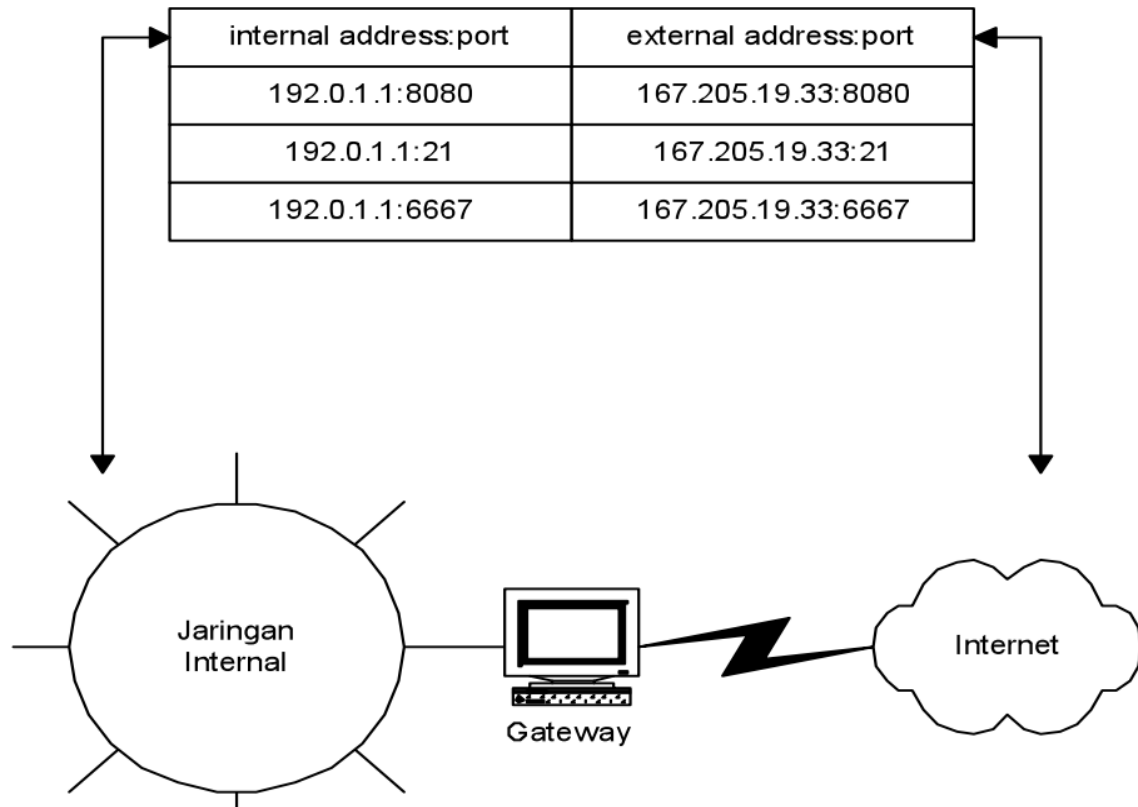 internal address:port external address:port
192.0.1.1:8080 167.205.19.33:8080
192.0.1.1:21 167.205.19.33:21
192.0.1.1:6667 167.205.19.33:6667
Jaringan
Internal
Gateway
Internet